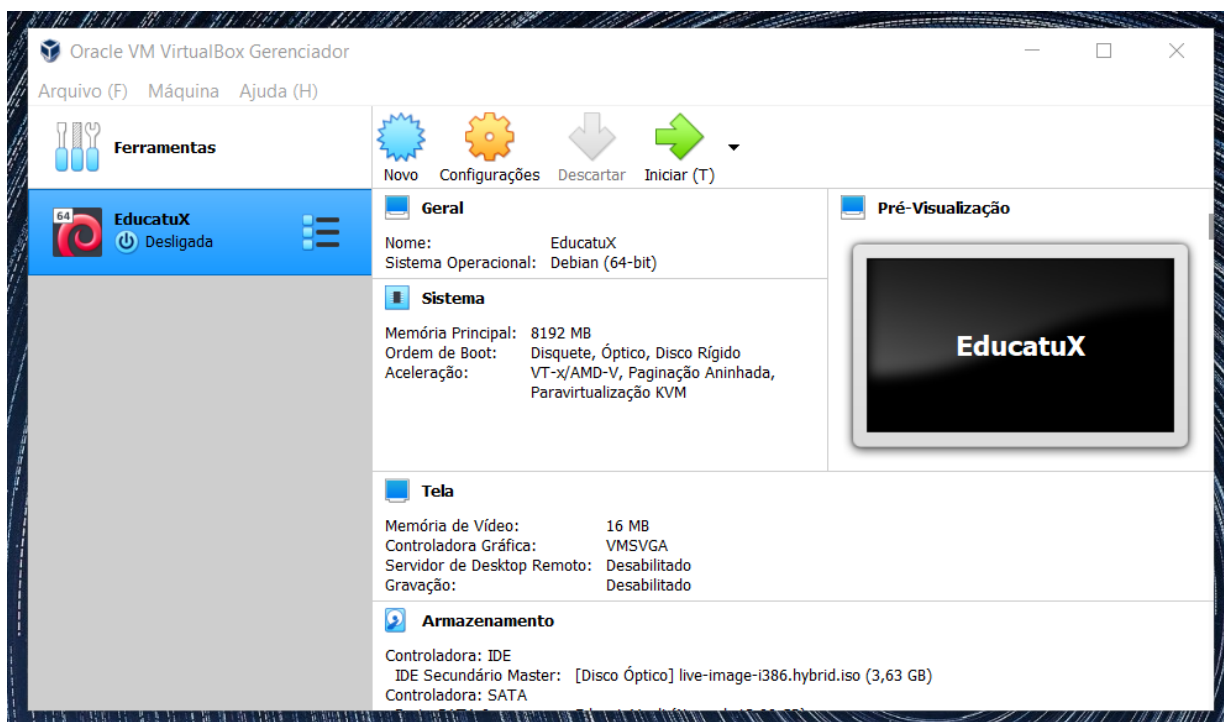 Oracle VM VirtualBox Gerenciador
Arquivo (F) Máquina Ajuda (H)
Ferramentas
Novo Configurações Descartar Iniciar (T)
64
EducatuX
Desligada
Geral
Nome: EducatuX
Sistema Operacional: Debian (64-bit)
Sistema
Memória Principal: 8192 MB
Ordem de Boot: Disquete, Óptico, Disco Rígido
Aceleração: VT-x/AMD-V, Paginação Aninhada,
Paravirtualização KVM
Pré-Visualização
EducatuX
Tela
Memória de Vídeo: 16 MB
Controladora Gráfica: VMSVGA
Servidor de Desktop Remoto: Desabilitado
Gravação: Desabilitado
Armazenamento
Controladora: IDE
IDE Secundário Master: [Disco Óptico] live-image-i386.hybrid.iso (3,63 GB)
Controladora: SATA